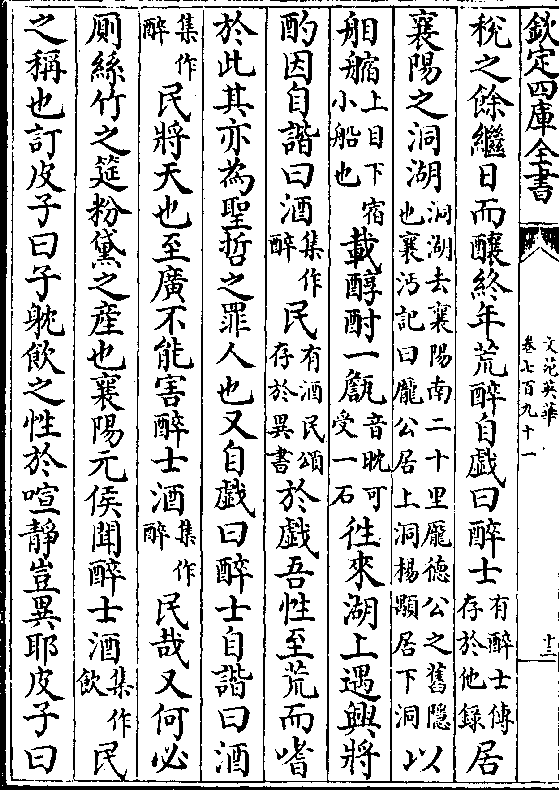 欽定四庫全書
文苑英華
卷七百九十一
十三
稅之餘繼日而釀終年荒醉自戲曰醉士有醉士傳存於他錄居
襄陽之洞湖洞湖去襄陽南二十里龐德公之舊隱也襄沔記曰龐公居上洞楊顒居下洞以
舶䑿上目下宿小船也載醇酎一甔音耽可受一石徃來湖上遇興將
酌因自諧曰酒集作醉民有酒民頌存於異書於戲吾性至荒而嗜
於此其亦為聖哲之罪人也又自戲曰醉士自諧曰酒
集作醉民將天也至廣不能害醉士酒集作醉民哉又何必
厠絲竹之筵粉黛之産也襄陽元侯聞醉士酒集作飲民
之稱也訂皮子曰子躭飲之性於喧靜豈異耶皮子曰